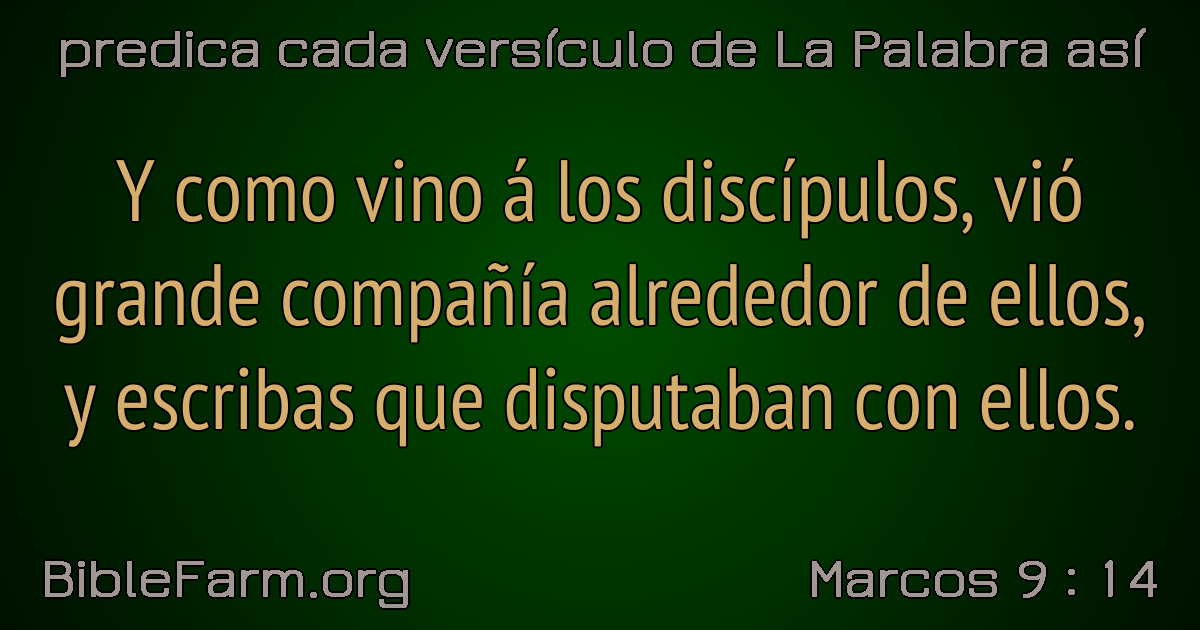 predica cada versículo de La Palabra así
Y como vino á los discípulos, vió
grande compañía alrededor de ellos,
y escribas que disputaban con ellos.
BibleFarm.org
Marcos 9 : 14